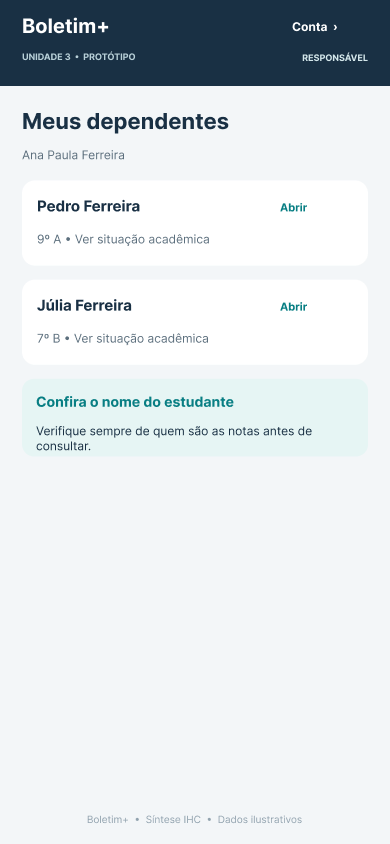 Boletim+
Conta ›
UNIDADE 3 • PROTÓTIPO
RESPONSÁVEL
Meus dependentes
Ana Paula Ferreira
Pedro Ferreira
Abrir
9º A • Ver situação acadêmica
Júlia Ferreira
Abrir
7º B • Ver situação acadêmica
Confira o nome do estudante
Verifique sempre de quem são as notas antes de
consultar.
Boletim+ • Síntese IHC • Dados ilustrativos